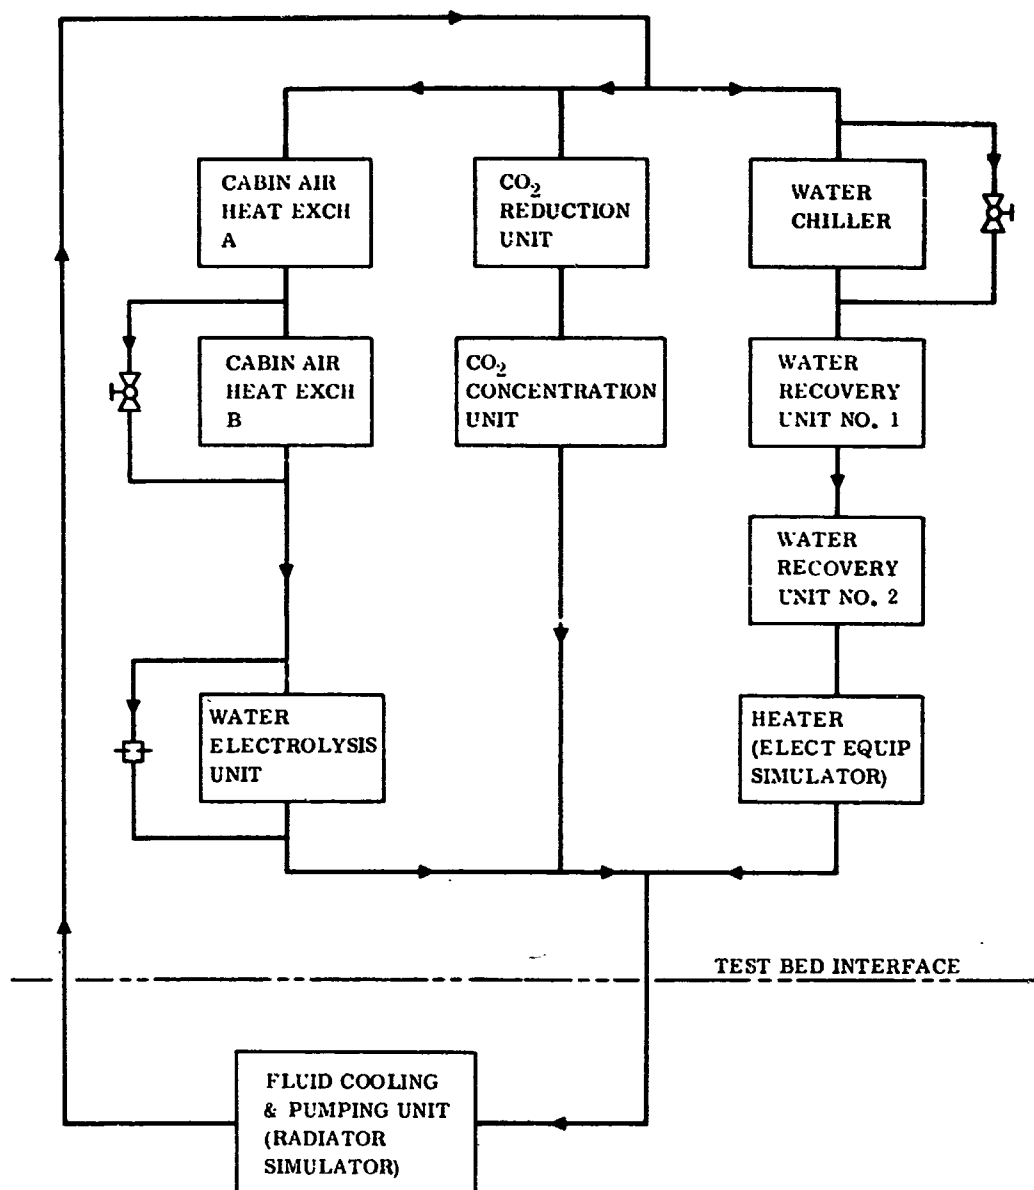 CABIN AIR
HEAT EXCH
A
CO₂
REDUCTION
UNIT
WATER
CHILLER
CABIN AIR
HEAT EXCH
B
CO₂
CONCENTRATION
UNIT
WATER
RECOVERY
UNIT NO. 1
WATER
RECOVERY
UNIT NO. 2
WATER
ELECTROLYSIS
UNIT
HEATER
(ELECT EQUIP
SIMULATOR)
TEST BED INTERFACE
FLUID COOLING
& PUMPING UNIT
(RADIATOR
SIMULATOR)